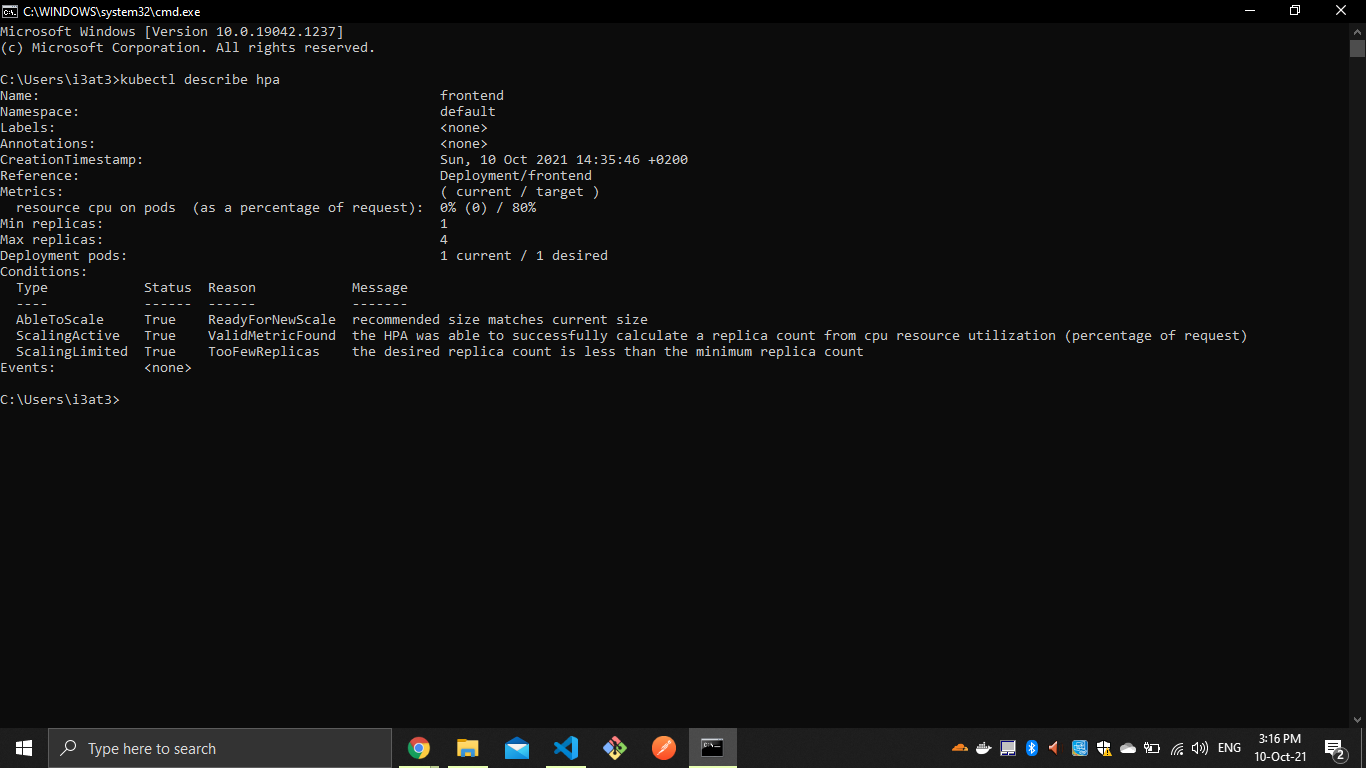 C:\WINDOWS\system32\cmd.exe
Microsoft Windows [Version 10.0.19042.1237]
(c) Microsoft Corporation. All rights reserved.
C:\Users\i3at3>kubectl describe hpa
Name: frontend
Namespace: default
Labels: <none>
Annotations: <none>
CreationTimestamp: Sun, 10 Oct 2021 14:35:46 +0200
Reference: Deployment/frontend
Metrics: ( current / target )
resource cpu on pods (as a percentage of request): 0% (0) / 80%
Min replicas: 1
Max replicas: 4
Deployment pods: 1 current / 1 desired
Conditions:
Type Status Reason Message
---- ------ ------ -------
AbleToScale True ReadyForNewScale recommended size matches current size
ScalingActive True ValidMetricFound the HPA was able to successfully calculate a replica count from cpu resource utilization (percentage of request)
ScalingLimited True TooFewReplicas the desired replica count is less than the minimum replica count
Events: <none>
C:\Users\i3at3>
Type here to search
ENG
3:16 PM
10-Oct-21
2